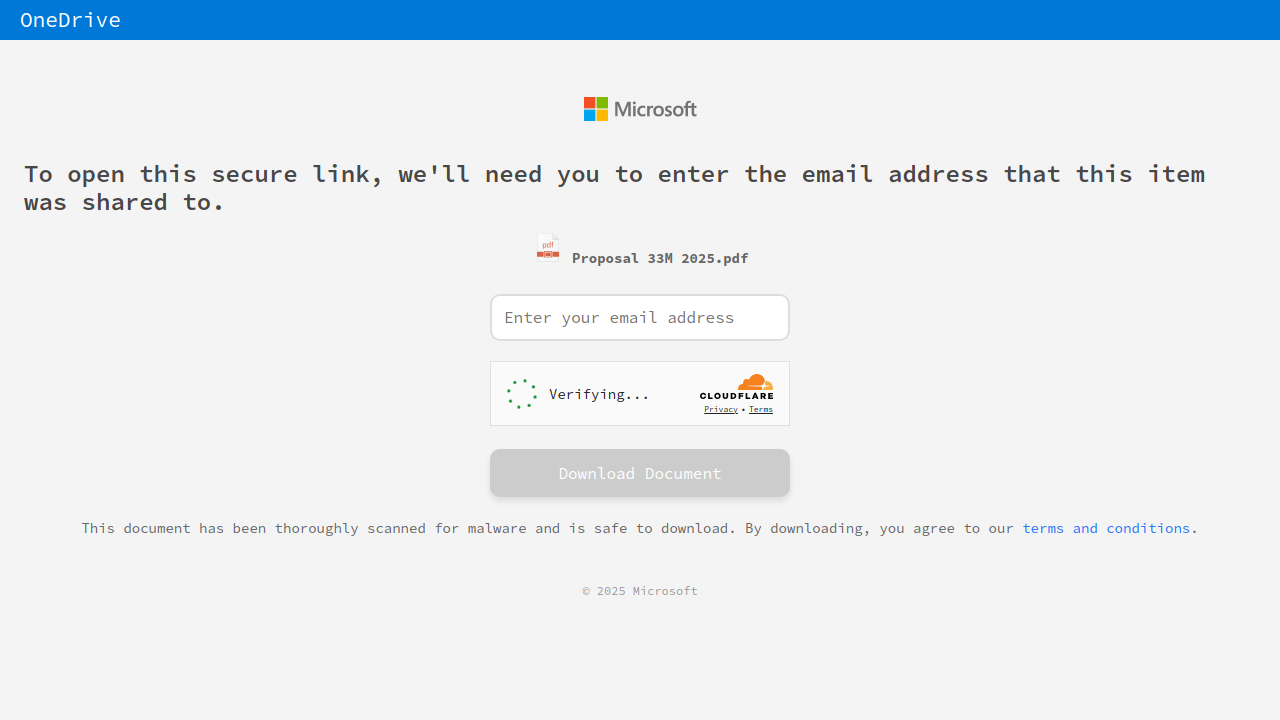 OneDrive
Microsoft
To open this secure link, we'll need you to enter the email address that this item
was shared to.
pdf
Proposal 33M 2025.pdf
Enter your email address
Verifying...
CLOUDFLARE
Privacy • Terms
Download Document
This document has been thoroughly scanned for malware and is safe to download. By downloading, you agree to our terms and conditions.
© 2025 Microsoft